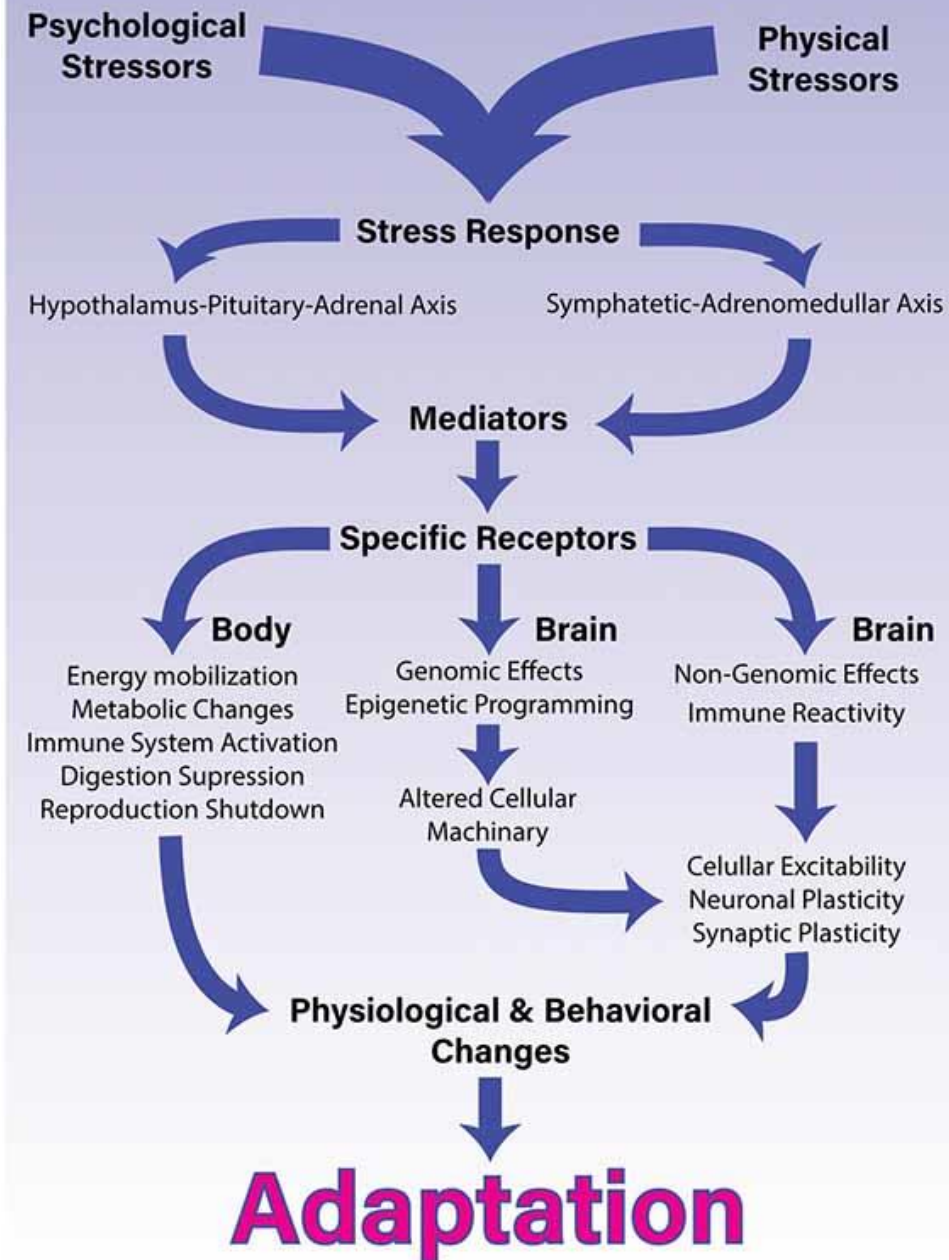 Psychological
Stressors
Physical
Stressors
Stress Response
Hypothalamus-Pituitary-Adrenal Axis
Symphatetic-Adrenomedullar Axis
Mediators
Specific Receptors
Body
Energy mobilization
Metabolic Changes
Immune System Activation
Digestion Supression
Reproduction Shutdown
Brain
Genomic Effects
Epigenetic Programming
Altered Cellular
Machinary
Brain
Non-Genomic Effects
Immune Reactivity
Celullar Excitability
Neuronal Plasticity
Synaptic Plasticity
Physiological & Behavioral
Changes
Adaptation